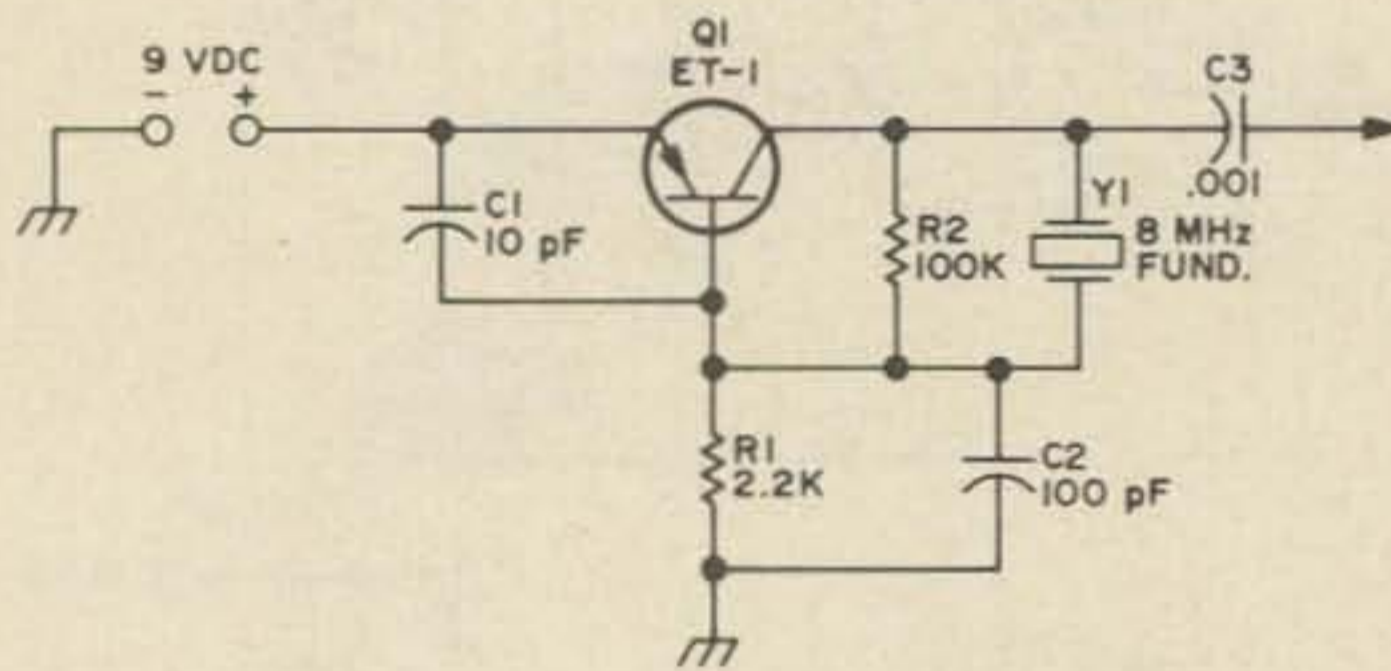 9 VDC
- +
Q1
ET-1
C1
10 pF
R2
100K
Y1
8 MHz
FUND.
C3
.001
R1
2.2K
C2
100 pF